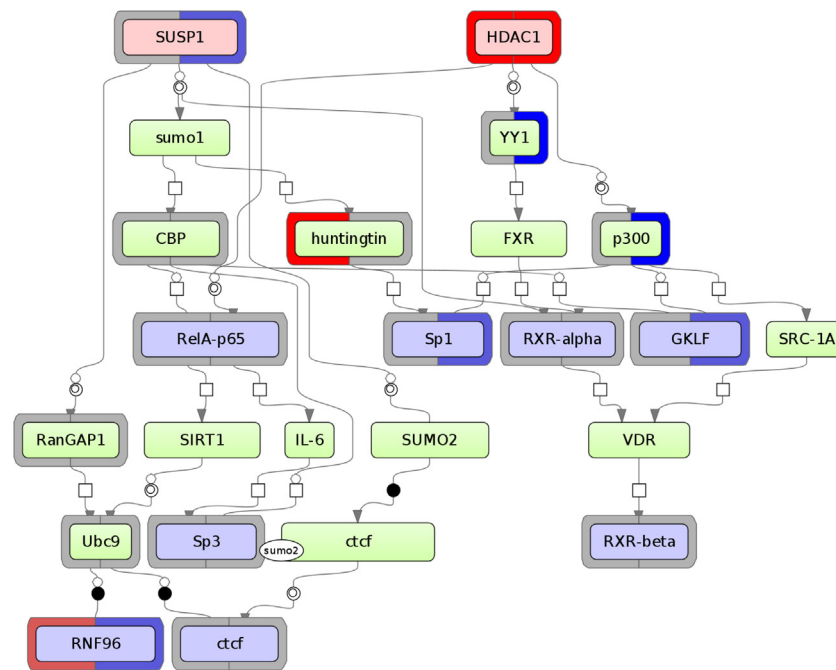 SUSP1
HDAC1
sumo1
YY1
CBP
huntingtin
FXR
p300
RelA-p65
Sp1
RXR-alpha
GKLF
SRC-1A
RanGAP1
SIRT1
IL-6
SUMO2
VDR
Ubc9
Sp3
sumo2
ctcf
RXR-beta
RNF96
ctcf